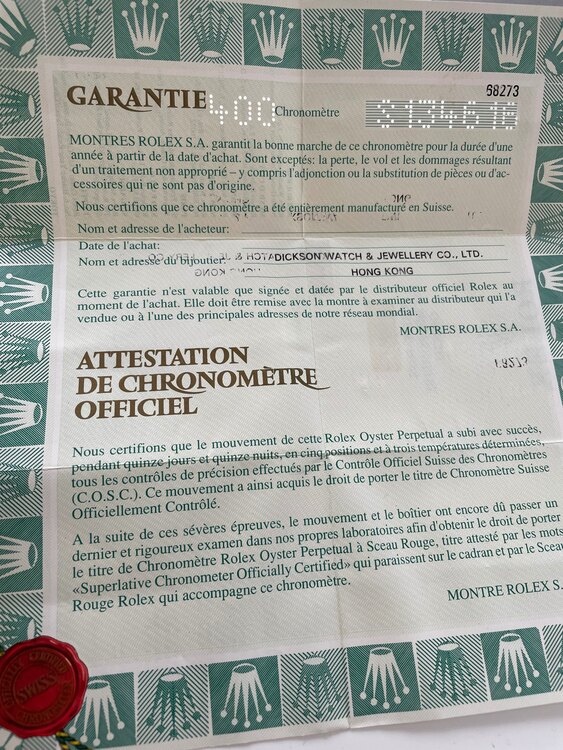 68273
GARANTIE 400 Chronomètre
MONTRES ROLEX S.A. garantit la bonne marche de ce chronomètre pour la durée d'une
année à partir de la date d'achat. Sont exceptés: la perte, le vol et les dommages résultant
d'un traitement non approprié – y compris l'adjonction ou la substitution de pièces ou d'ac-
cessoires qui ne sont pas d'origine.
Nous certifions que ce chronomètre a été entièrement manufacturé en Suisse.
Nom et adresse de l'acheteur:
Date de l'achat:
Nom et adresse du bijoutier: DICKSON WATCH & JEWELLERY CO., LTD.
HONG KONG
Cette garantie n'est valable que signée et datée par le distributeur officiel Rolex au
moment de l'achat. Elle doit être remise avec la montre à examiner au distributeur qui l'a
vendue ou à l'une des principales adresses de notre réseau mondial.
MONTRES ROLEX S.A.
ATTESTATION
DE CHRONOMÈTRE
OFFICIEL
Nous certifions que le mouvement de cette Rolex Oyster Perpetual a subi avec succès,
pendant quinze jours et quinze nuits, en cinq positions et à trois températures déterminées,
tous les contrôles de précision effectués par le Contrôle Officiel Suisse des Chronomètres
(C.O.S.C.). Ce mouvement a ainsi acquis le droit de porter le titre de Chronomètre Suisse
Officiellement Contrôlé.
A la suite de ces sévères épreuves, le mouvement et le boîtier ont encore dû passer un
dernier et rigoureux examen dans nos propres laboratoires afin d'obtenir le droit de porter
le titre de Chronomètre Rolex Oyster Perpetual à Sceau Rouge, titre attesté par les mots
«Superlative Chronometer Officially Certified» qui paraissent sur le cadran et par le Sceau
Rouge Rolex qui accompagne ce chronomètre.
MONTRE ROLEX S.
SWISS